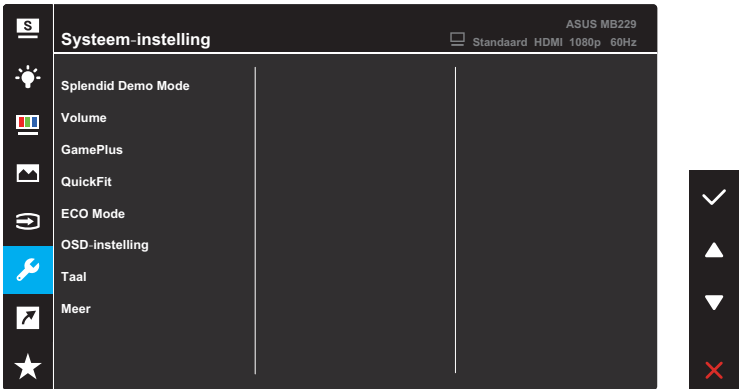 S
ASUS MB229
Systeem-instelling
Standaard HDMI 1080p 60Hz
Splendid Demo Mode
Volume
GamePlus
QuickFit
ECO Mode
OSD-instelling
Taal
Meer